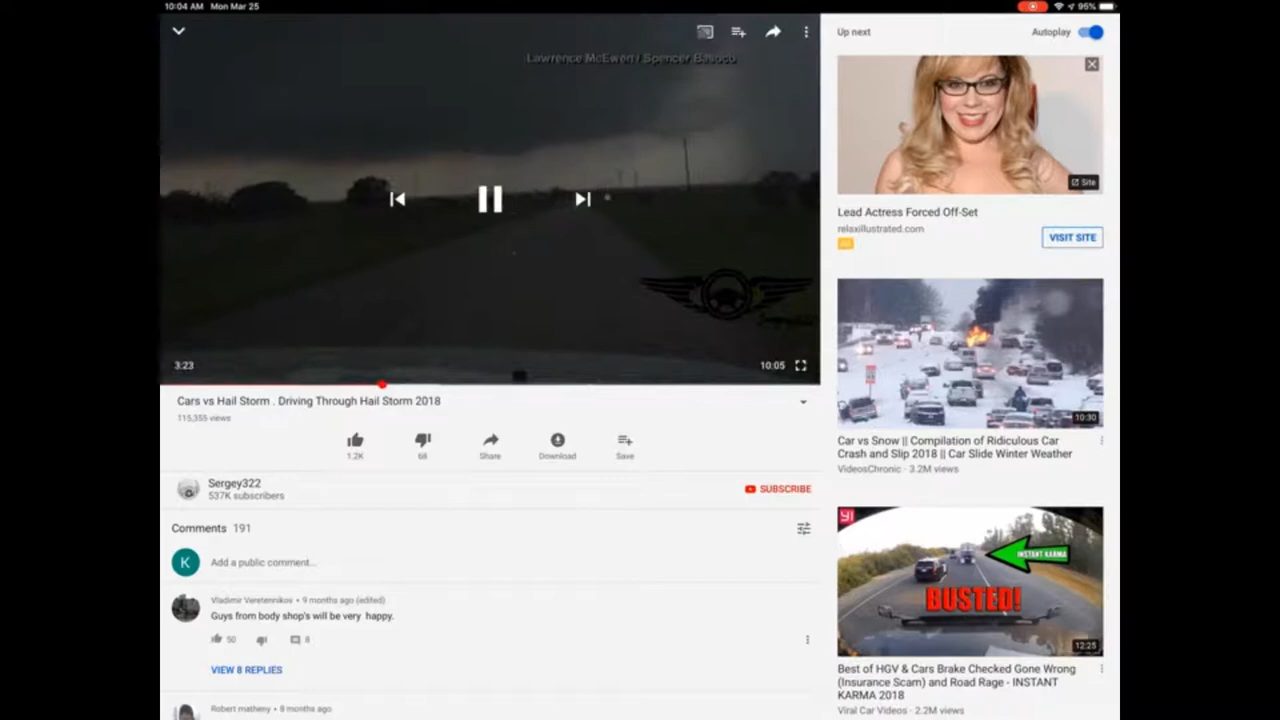 10:04 AM Mon Mar 25
95%
Lawrence McEwen / Spencer Basoco
3:23
10:05
Cars vs Hail Storm . Driving Through Hail Storm 2018
115,355 views
1.2K
68
Share
Download
Save
Sergey322
537K subscribers
SUBSCRIBE
Comments 191
K
Add a public comment...
Vladimir Veretennikov • 9 months ago (edited)
Guys from body shop's will be very happy.
50
8
VIEW 8 REPLIES
Robert matheny • 8 months ago
Up next
Autoplay
Site
Lead Actress Forced Off-Set
relaxillustrated.com
Ad
VISIT SITE
10:30
Car vs Snow || Compilation of Ridiculous Car
Crash and Slip 2018 || Car Slide Winter Weather
VideosChronic · 3.2M views
INSTANT KARMA
BUSTED!
12:25
Best of HGV & Cars Brake Checked Gone Wrong
(Insurance Scam) and Road Rage - INSTANT
KARMA 2018
Viral Car Videos · 2.2M views